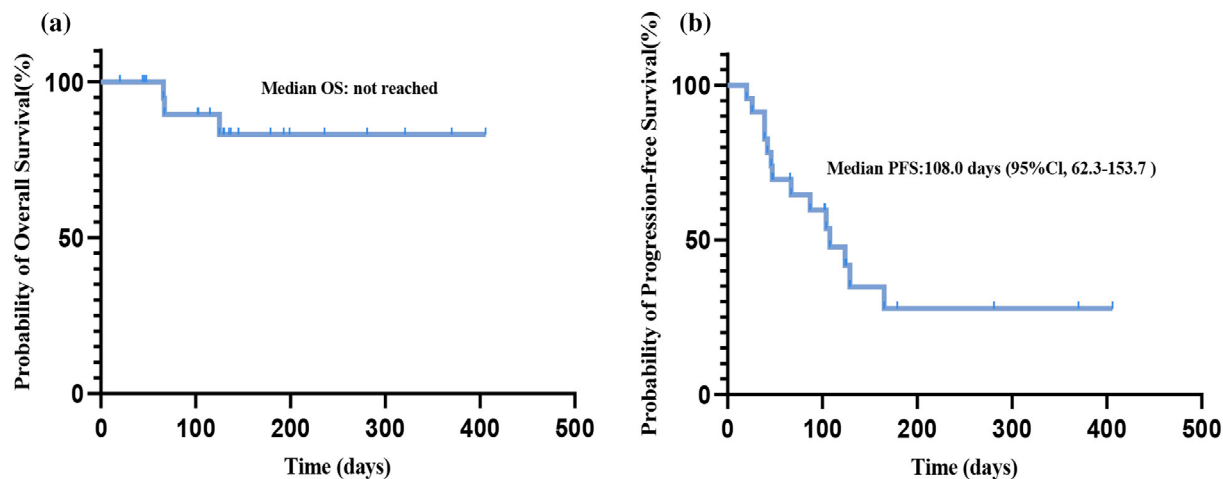 (a)
Probability of Overall Survival(%)
100
50
0
Median OS: not reached
0 100 200 300 400 500
Time (days)
(b)
Probability of Progression-free Survival(%)
100
50
0
Median PFS:108.0 days (95%Cl, 62.3-153.7 )
0 100 200 300 400 500
Time (days)